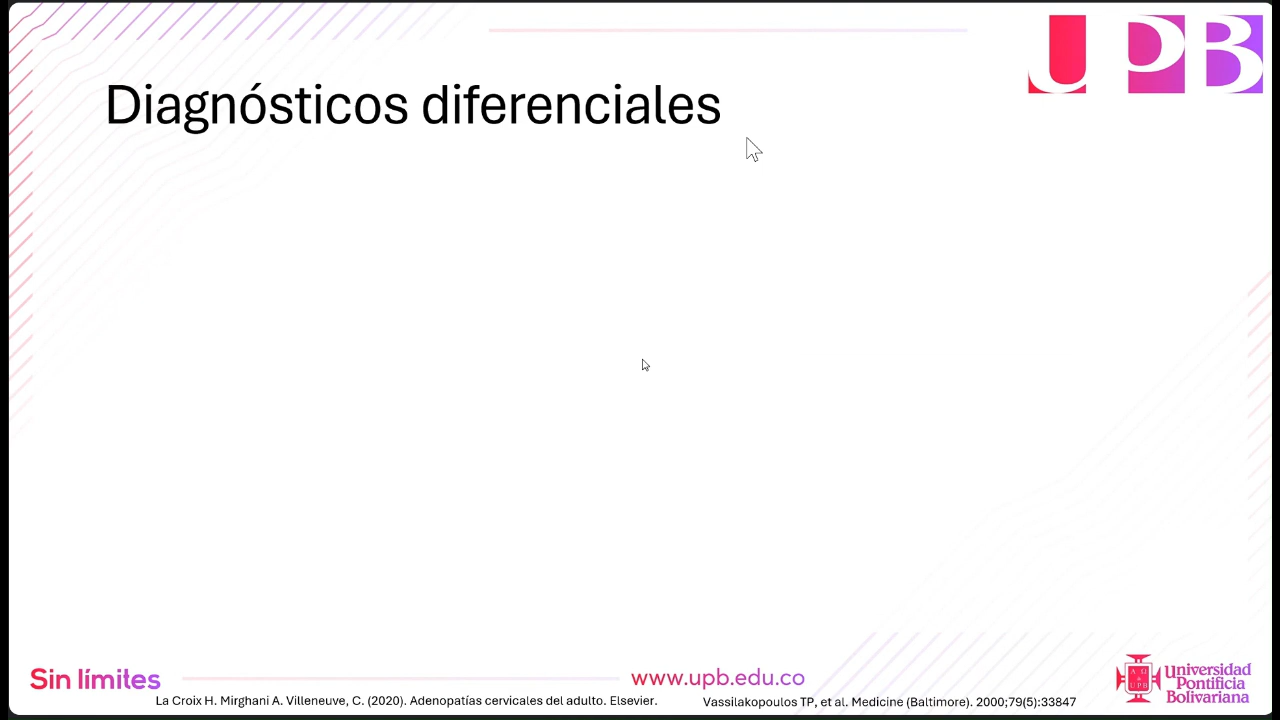 UPB
Diagnósticos diferenciales
Sin límites
www.upb.edu.co
Universidad
Pontificia
Bolivariana
La Croix H. Mirghani A. Villeneuve, C. (2020). Adenopatías cervicales del adulto. Elsevier.
Vassilakopoulos TP, et al. Medicine (Baltimore). 2000;79(5):33847